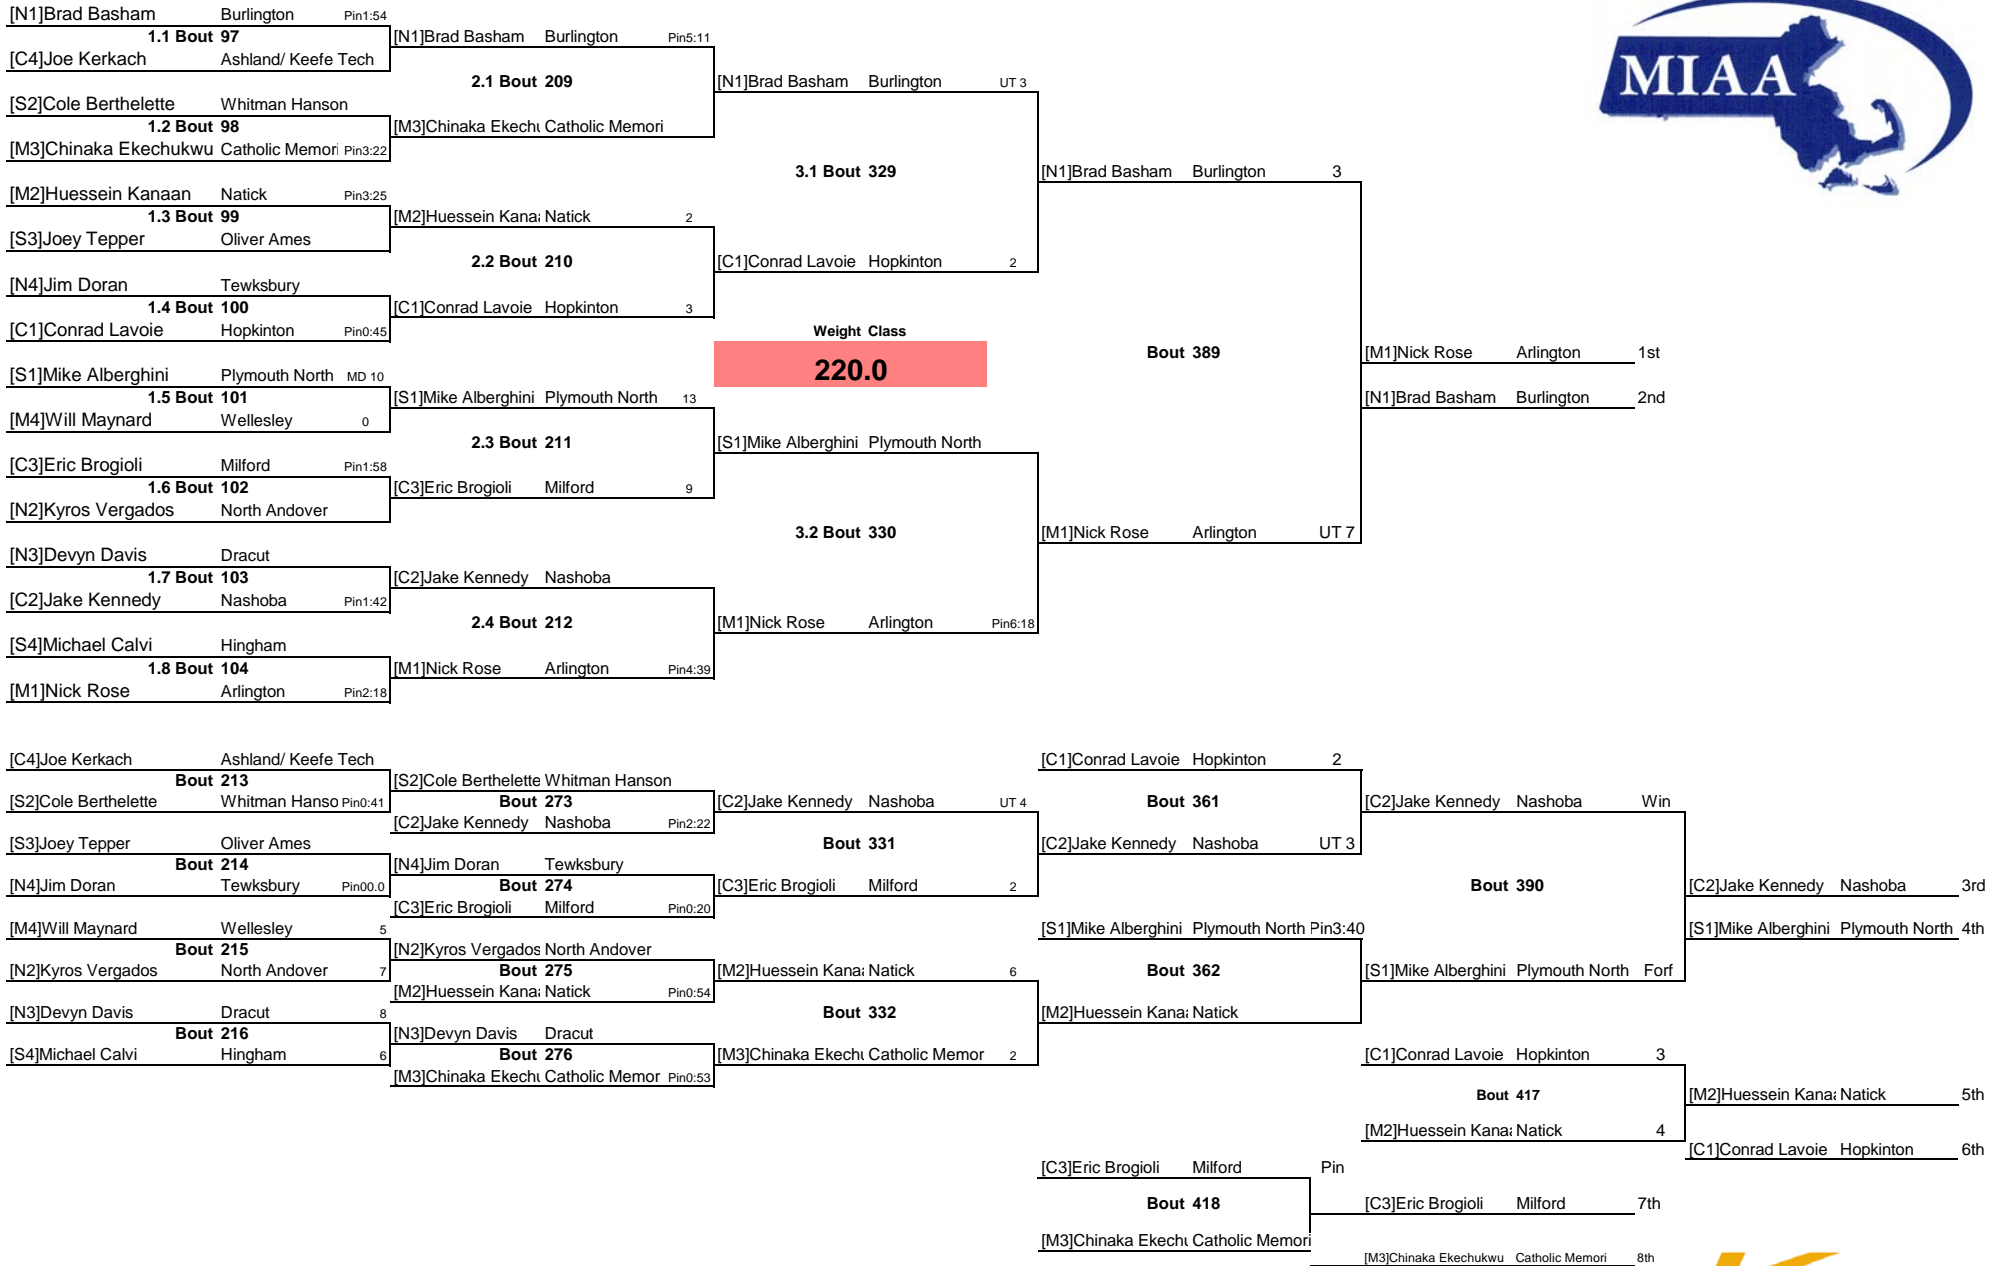 MIAA
[N1]Brad Basham Burlington Pin1:54
1.1 Bout 97
[C4]Joe Kerkach Ashland/ Keefe Tech
[S2]Cole Berthelette Whitman Hanson
1.2 Bout 98
[M3]Chinaka Ekechukwu Catholic Memori Pin3:22
[M2]Huessein Kanaan Natick Pin3:25
1.3 Bout 99
[S3]Joey Tepper Oliver Ames
[N4]Jim Doran Tewksbury
1.4 Bout 100
[C1]Conrad Lavoie Hopkinton Pin0:45
[S1]Mike Alberghini Plymouth North MD 10
1.5 Bout 101
[M4]Will Maynard Wellesley 0
[C3]Eric Brogioli Milford Pin1:58
1.6 Bout 102
[N2]Kyros Vergados North Andover
[N3]Devyn Davis Dracut
1.7 Bout 103
[C2]Jake Kennedy Nashoba Pin1:42
[S4]Michael Calvi Hingham
1.8 Bout 104
[M1]Nick Rose Arlington Pin2:18
[N1]Brad Basham Burlington Pin5:11
2.1 Bout 209
[M3]Chinaka Ekechu Catholic Memori
[M2]Huessein Kanaa Natick 2
2.2 Bout 210
[C1]Conrad Lavoie Hopkinton 3
[S1]Mike Alberghini Plymouth North 13
2.3 Bout 211
[C3]Eric Brogioli Milford 9
[C2]Jake Kennedy Nashoba
2.4 Bout 212
[M1]Nick Rose Arlington Pin4:39
[N1]Brad Basham Burlington UT 3
3.1 Bout 329
[C1]Conrad Lavoie Hopkinton 2
Weight Class
220.0
[S1]Mike Alberghini Plymouth North
3.2 Bout 330
[M1]Nick Rose Arlington Pin6:18
[N1]Brad Basham Burlington 3
Bout 389
[M1]Nick Rose Arlington UT 7
[M1]Nick Rose Arlington 1st
[N1]Brad Basham Burlington 2nd
[C4]Joe Kerkach Ashland/ Keefe Tech
Bout 213
[S2]Cole Berthelette Whitman Hanso Pin0:41
[S3]Joey Tepper Oliver Ames
Bout 214
[N4]Jim Doran Tewksbury Pin00.0
[M4]Will Maynard Wellesley 5
Bout 215
[N2]Kyros Vergados North Andover 7
[N3]Devyn Davis Dracut 8
Bout 216
[S4]Michael Calvi Hingham 6
[S2]Cole Berthelette Whitman Hanson
Bout 273
[C2]Jake Kennedy Nashoba Pin2:22
[N4]Jim Doran Tewksbury
Bout 274
[C3]Eric Brogioli Milford Pin0:20
[N2]Kyros Vergados North Andover
Bout 275
[M2]Huessein Kanaa Natick Pin0:54
[N3]Devyn Davis Dracut
Bout 276
[M3]Chinaka Ekechu Catholic Memor Pin0:53
[C2]Jake Kennedy Nashoba UT 4
Bout 331
[C3]Eric Brogioli Milford 2
[M2]Huessein Kanaa Natick 6
Bout 332
[M3]Chinaka Ekechu Catholic Memor 2
[C1]Conrad Lavoie Hopkinton 2
Bout 361
[C2]Jake Kennedy Nashoba UT 3
[S1]Mike Alberghini Plymouth North Pin3:40
Bout 362
[M2]Huessein Kanaa Natick
[C2]Jake Kennedy Nashoba Win
Bout 390
[S1]Mike Alberghini Plymouth North Forf
[C2]Jake Kennedy Nashoba 3rd
[S1]Mike Alberghini Plymouth North 4th
[C1]Conrad Lavoie Hopkinton 3
Bout 417
[M2]Huessein Kanaa Natick 4
[M2]Huessein Kanaa Natick 5th
[C1]Conrad Lavoie Hopkinton 6th
[C3]Eric Brogioli Milford Pin
Bout 418
[M3]Chinaka Ekechu Catholic Memori
[C3]Eric Brogioli Milford 7th
[M3]Chinaka Ekechukwu Catholic Memori 8th